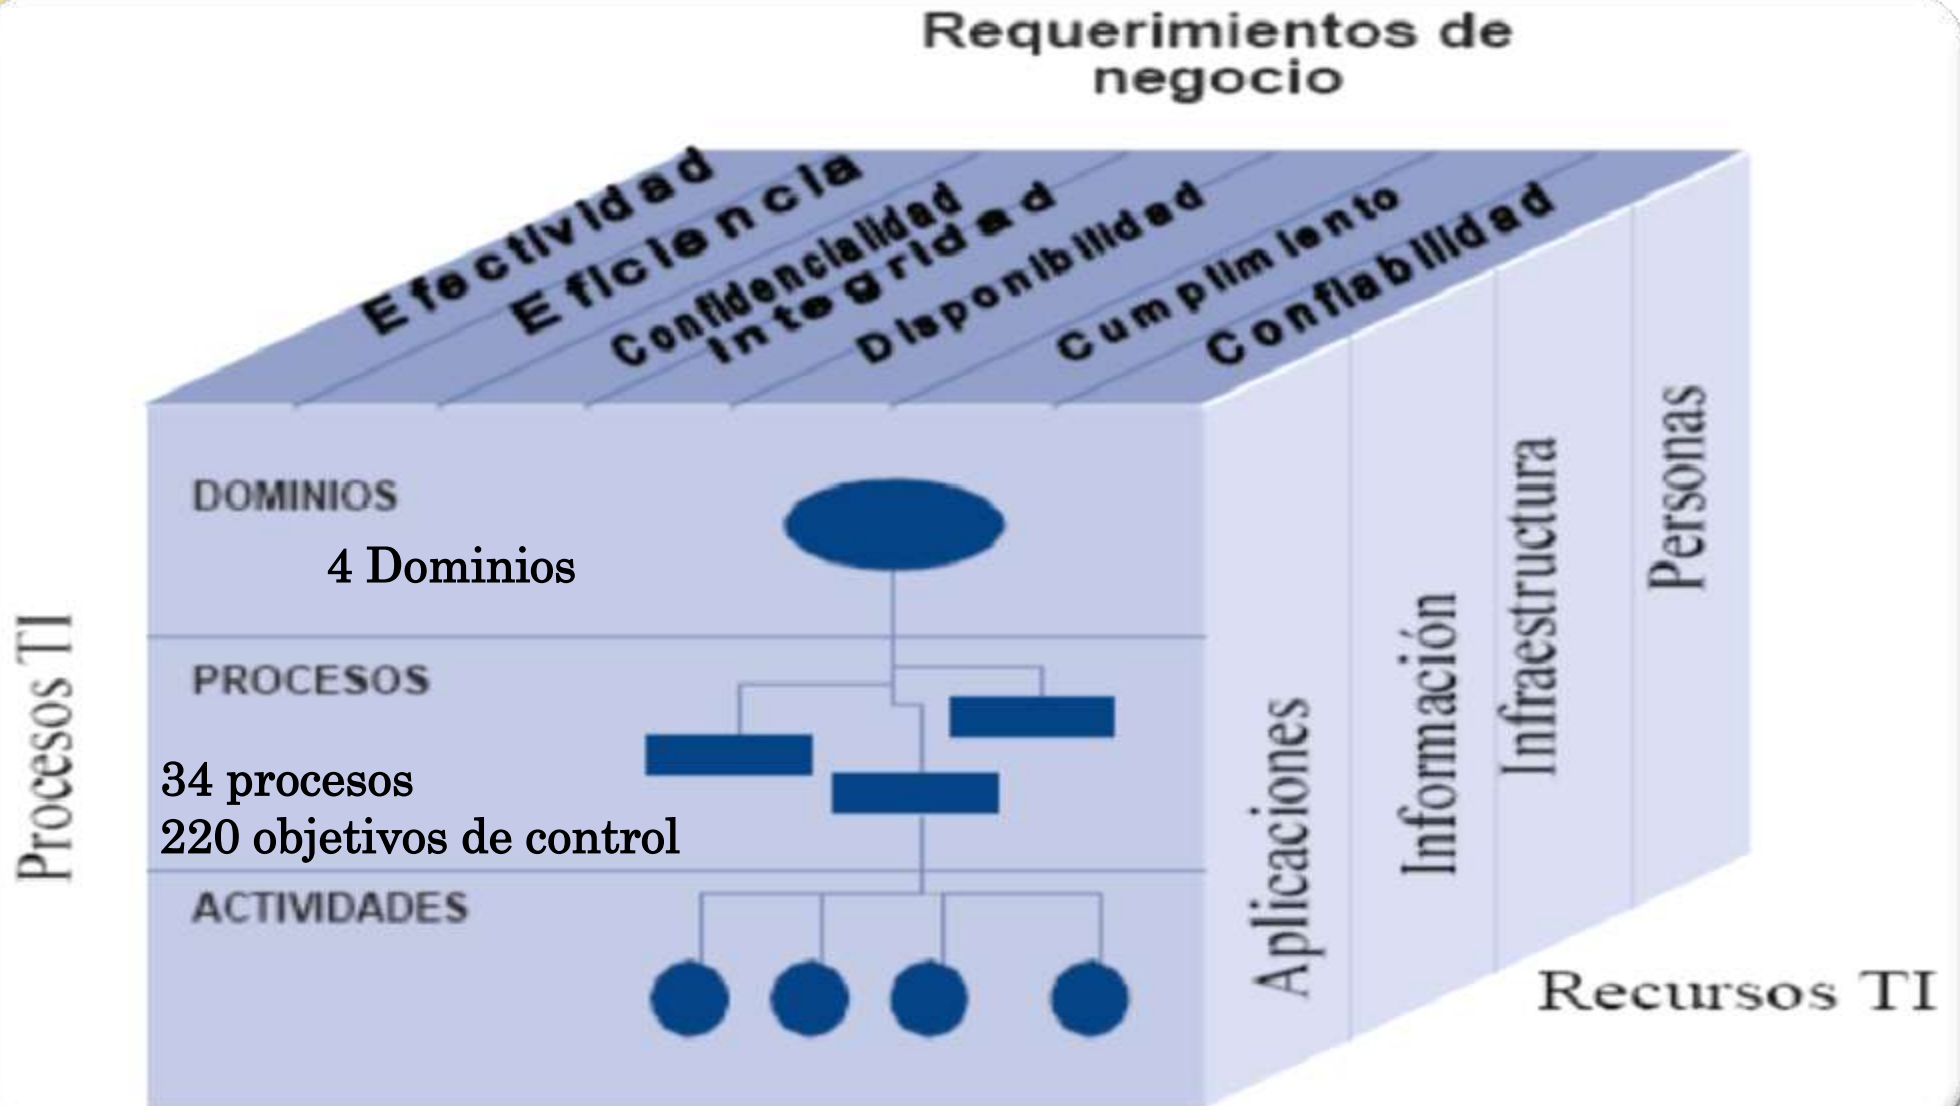 Requerimientos de
negocio
Efectividad
Eficiencia
Confidencialidad
Integridad
Disponibilidad
Cumplimiento
Confiabilidad
DOMINIOS
4 Dominios
PROCESOS
34 procesos
220 objetivos de control
ACTIVIDADES
Procesos TI
Aplicaciones
Información
Infraestructura
Personas
Recursos TI